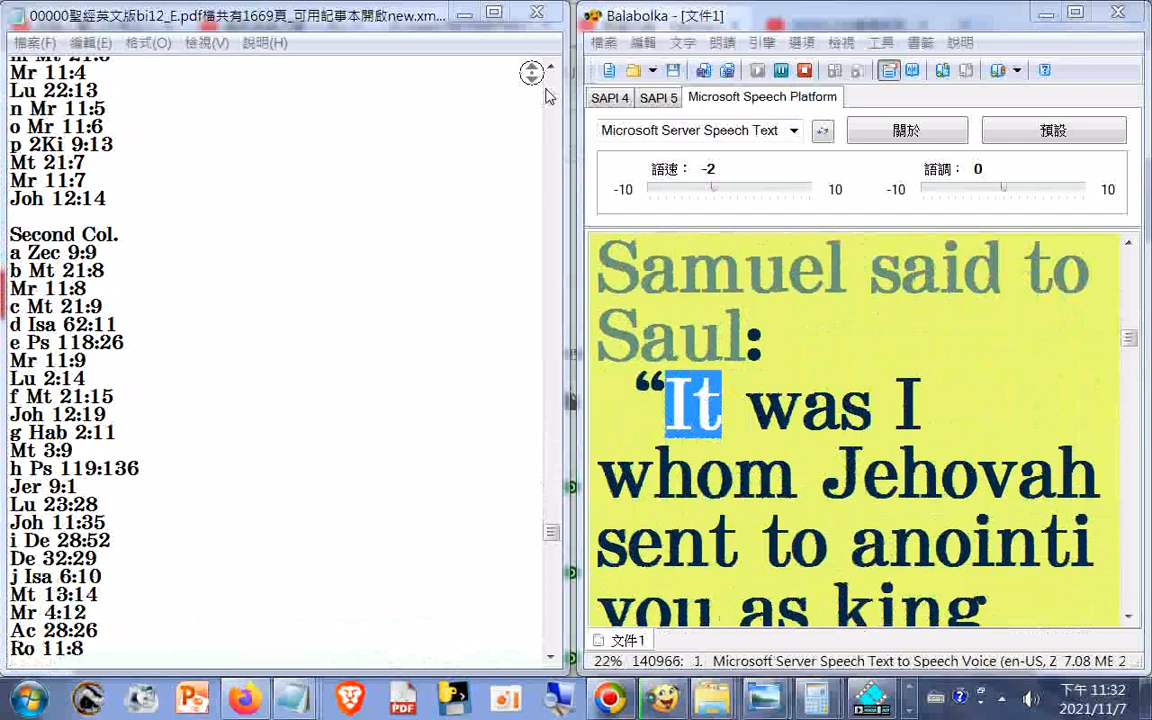 00000聖經英文版bi12_E.pdf檔共有1669頁_可用記事本開啟new.xm...
檔案(F) 編輯(E) 格式(O) 檢視(V) 說明(H)
Mr 11:4
Lu 22:13
n Mr 11:5
o Mr 11:6
p 2Ki 9:13
Mt 21:7
Mr 11:7
Joh 12:14
Second Col.
a Zec 9:9
b Mt 21:8
Mr 11:8
c Mt 21:9
d Isa 62:11
e Ps 118:26
Mr 11:9
Lu 2:14
f Mt 21:15
Joh 12:19
g Hab 2:11
Mt 3:9
h Ps 119:136
Jer 9:1
Lu 23:28
Joh 11:35
i De 28:52
De 32:29
j Isa 6:10
Mt 13:14
Mr 4:12
Ac 28:26
Ro 11:8
Balabolka - [文件1]
檔案 編輯 文字 朗讀 引擎 選項 檢視 工具 書籤 說明
SAPI 4 SAPI 5 Microsoft Speech Platform
Microsoft Server Speech Text 關於 預設
語速： -2 語調： 0
-10 10 -10 10
Samuel said to
Saul:
“It was I
whom Jehovah
sent to anointi
you as king
文件1
22% 140966: 1. Microsoft Server Speech Text to Speech Voice (en-US, Z 7.08 ME 2
PDF
下午 11:32
2021/11/7